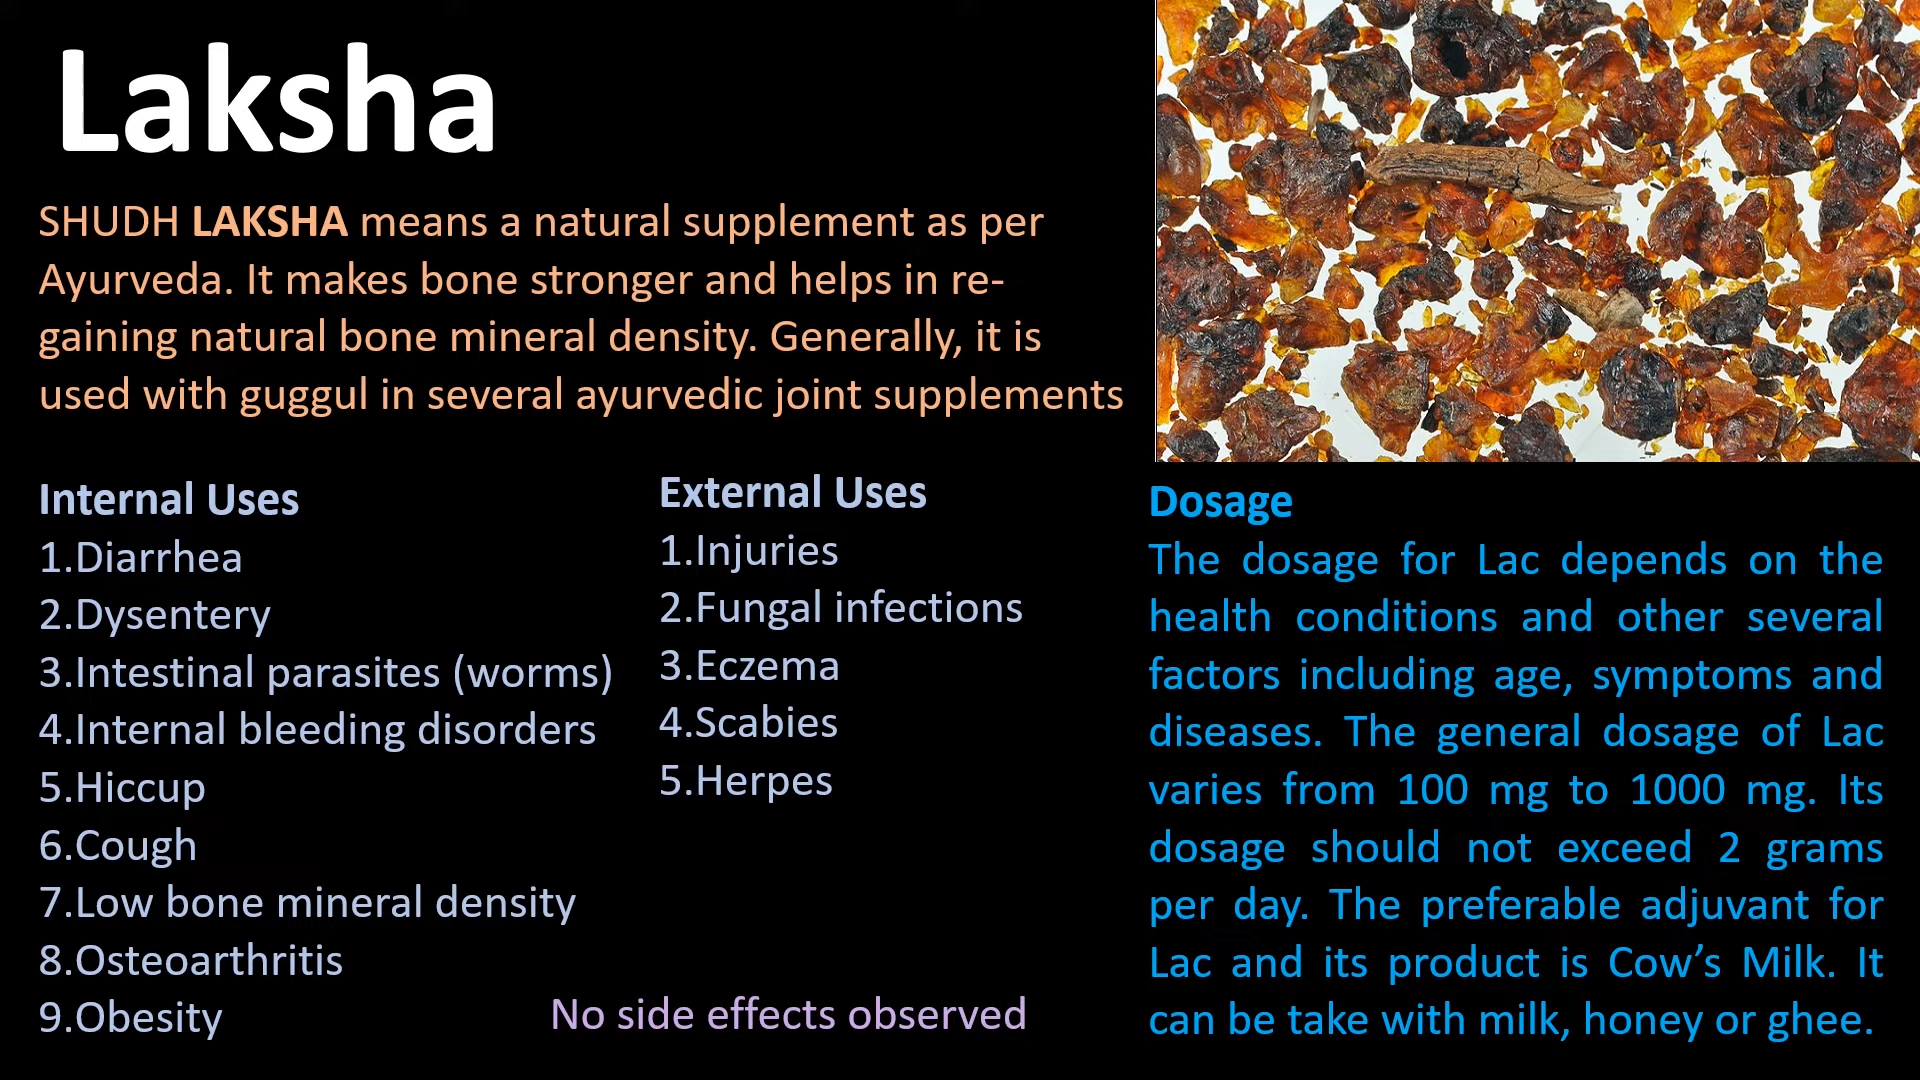 Laksha
SHUDH LAKSHA means a natural supplement as per
Ayurveda. It makes bone stronger and helps in re-
gaining natural bone mineral density. Generally, it is
used with guggul in several ayurvedic joint supplements
Internal Uses
1.Diarrhea
2.Dysentery
3.Intestinal parasites (worms)
4.Internal bleeding disorders
5.Hiccup
6.Cough
7.Low bone mineral density
8.Osteoarthritis
9.Obesity
External Uses
1.Injuries
2.Fungal infections
3.Eczema
4.Scabies
5.Herpes
No side effects observed
Dosage
The dosage for Lac depends on the
health conditions and other several
factors including age, symptoms and
diseases. The general dosage of Lac
varies from 100 mg to 1000 mg. Its
dosage should not exceed 2 grams
per day. The preferable adjuvant for
Lac and its product is Cow’s Milk. It
can be take with milk, honey or ghee.